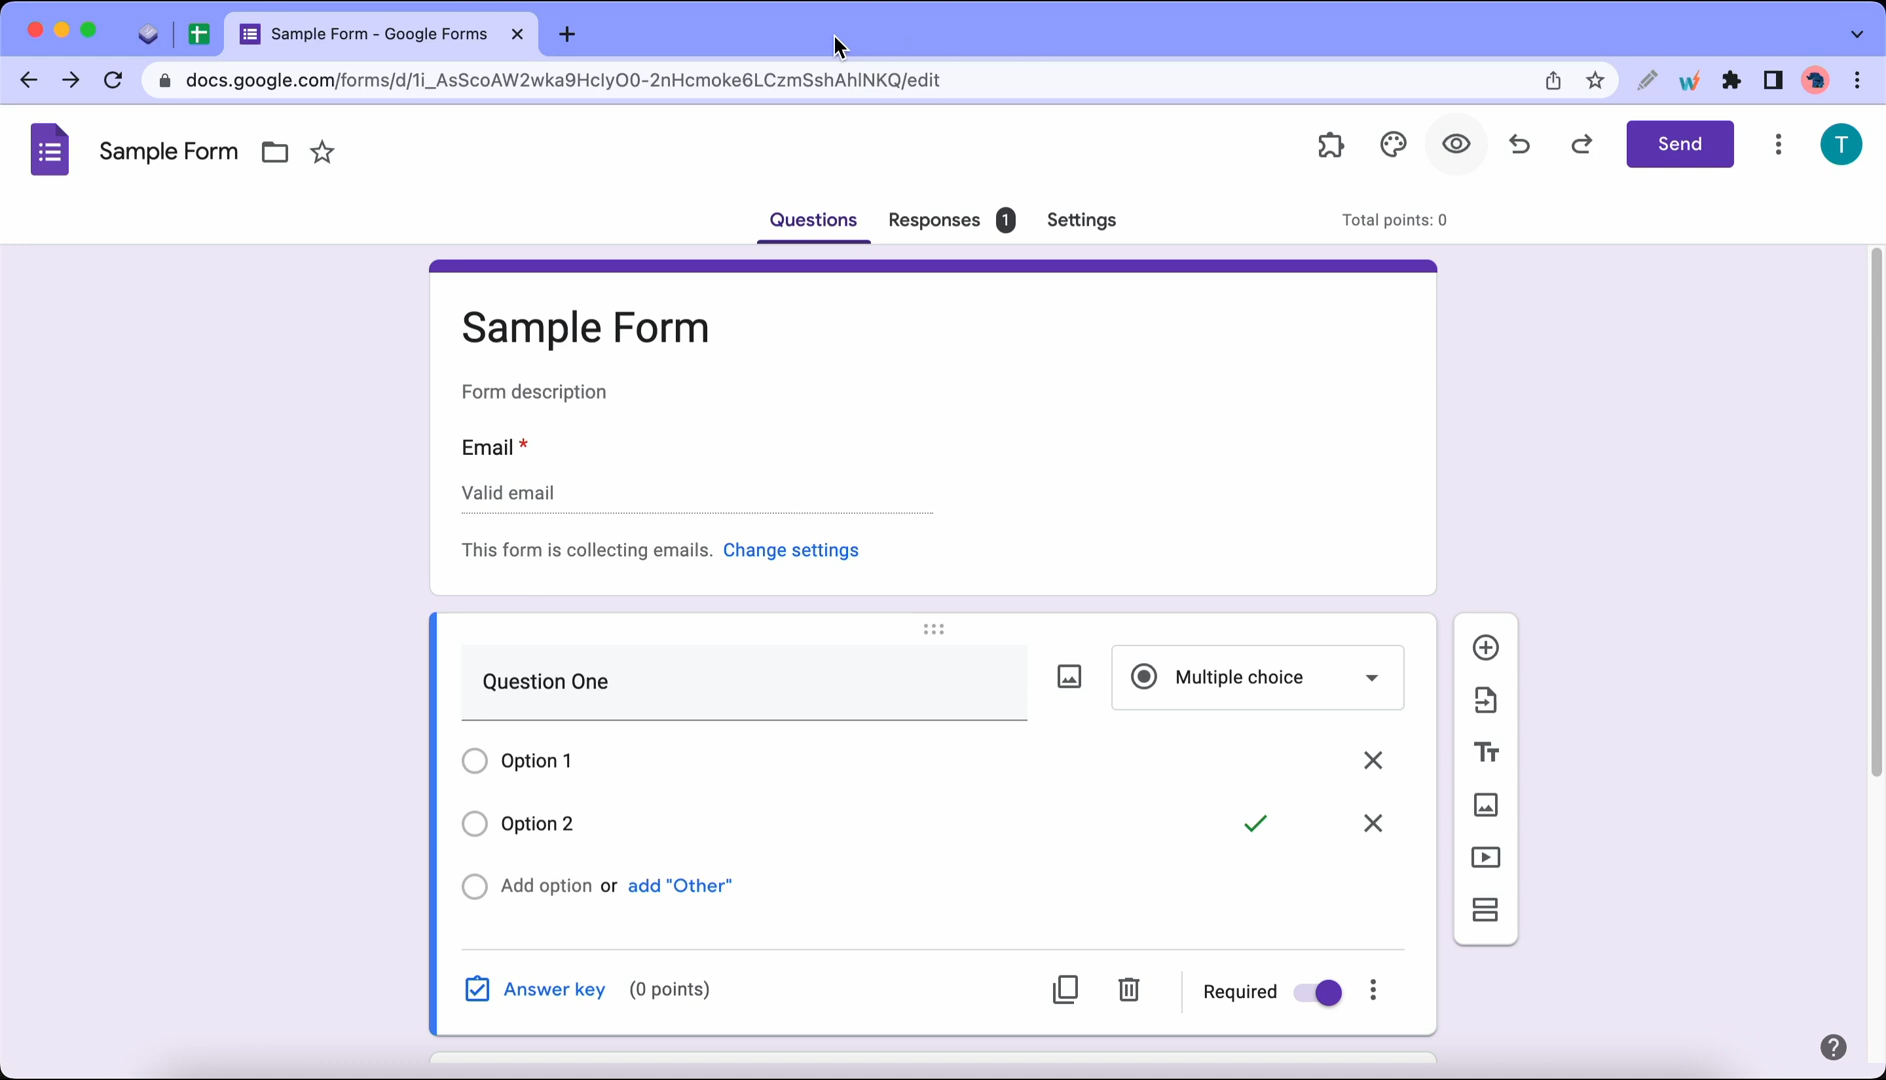 Sample Form - Google Forms
docs.google.com/forms/d/1i_AsScoAW2wka9HclyO0-2nHcmoke6LCzmSshAhlNKQ/edit
Sample Form
Send
T
Questions
Responses 1
Settings
Total points: 0
Sample Form
Form description
Email *
Valid email
This form is collecting emails. Change settings
Question One
Multiple choice
Option 1
Option 2
Add option or add "Other"
Answer key (0 points)
Required